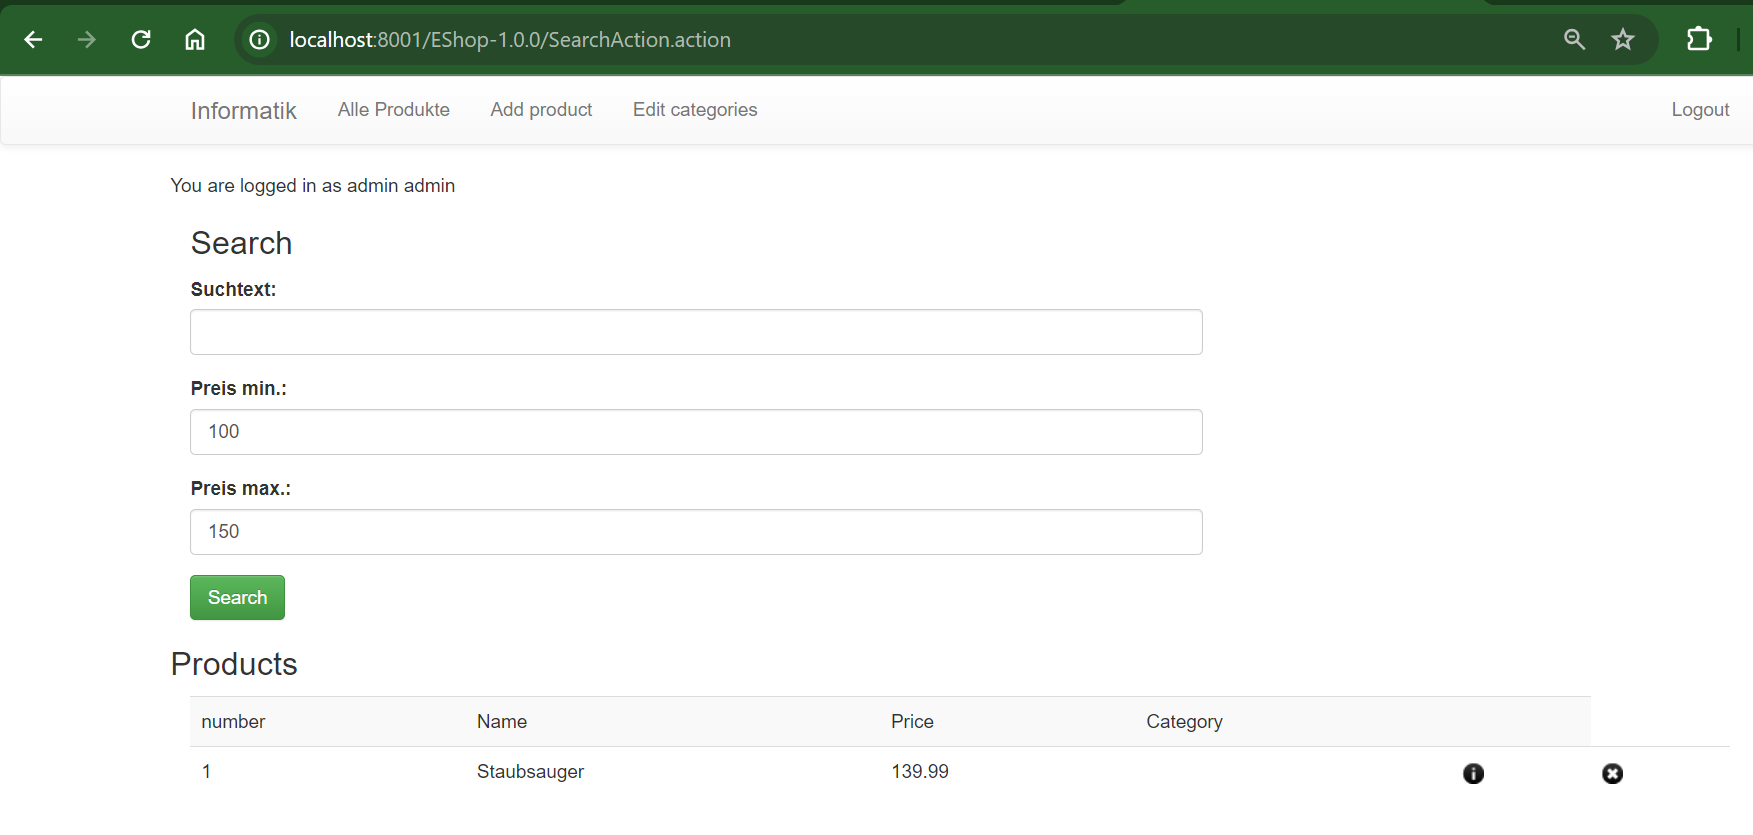 localhost:8001/EShop-1.0.0/SearchAction.action
Informatik Alle Produkte Add product Edit categories Logout
You are logged in as admin admin
Search
Suchtext:
Preis min.:
100
Preis max.:
150
Search
Products
number Name Price Category
1 Staubsauger 139.99